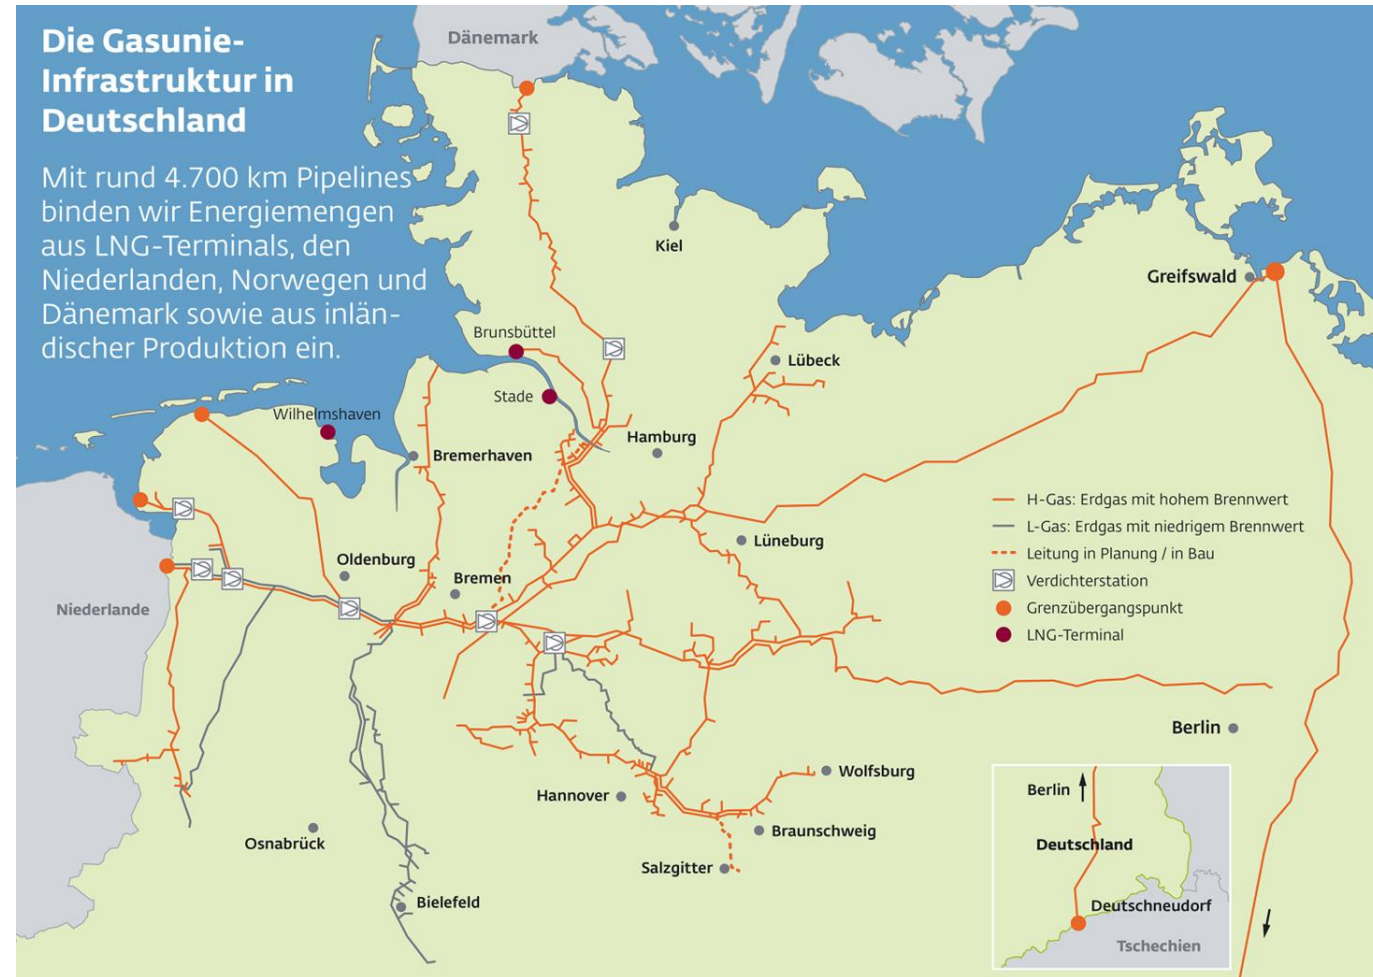 Die Gasunie-
Infrastruktur in
Deutschland
Mit rund 4.700 km Pipelines
binden wir Energiemengen
aus LNG-Terminals, den
Niederlanden, Norwegen und
Dänemark sowie aus inlän-
discher Produktion ein.
Dänemark
Kiel
Greifswald
Brunsbüttel
Lübeck
Stade
Wilhelmshaven
Hamburg
Bremerhaven
H-Gas: Erdgas mit hohem Brennwert
L-Gas: Erdgas mit niedrigem Brennwert
Leitung in Planung / in Bau
Verdichterstation
Grenzübergangspunkt
LNG-Terminal
Lüneburg
Oldenburg
Bremen
Niederlande
Berlin
Wolfsburg
Hannover
Braunschweig
Osnabrück
Salzgitter
Bielefeld
Berlin
Deutschland
Deutschneudorf
Tschechien